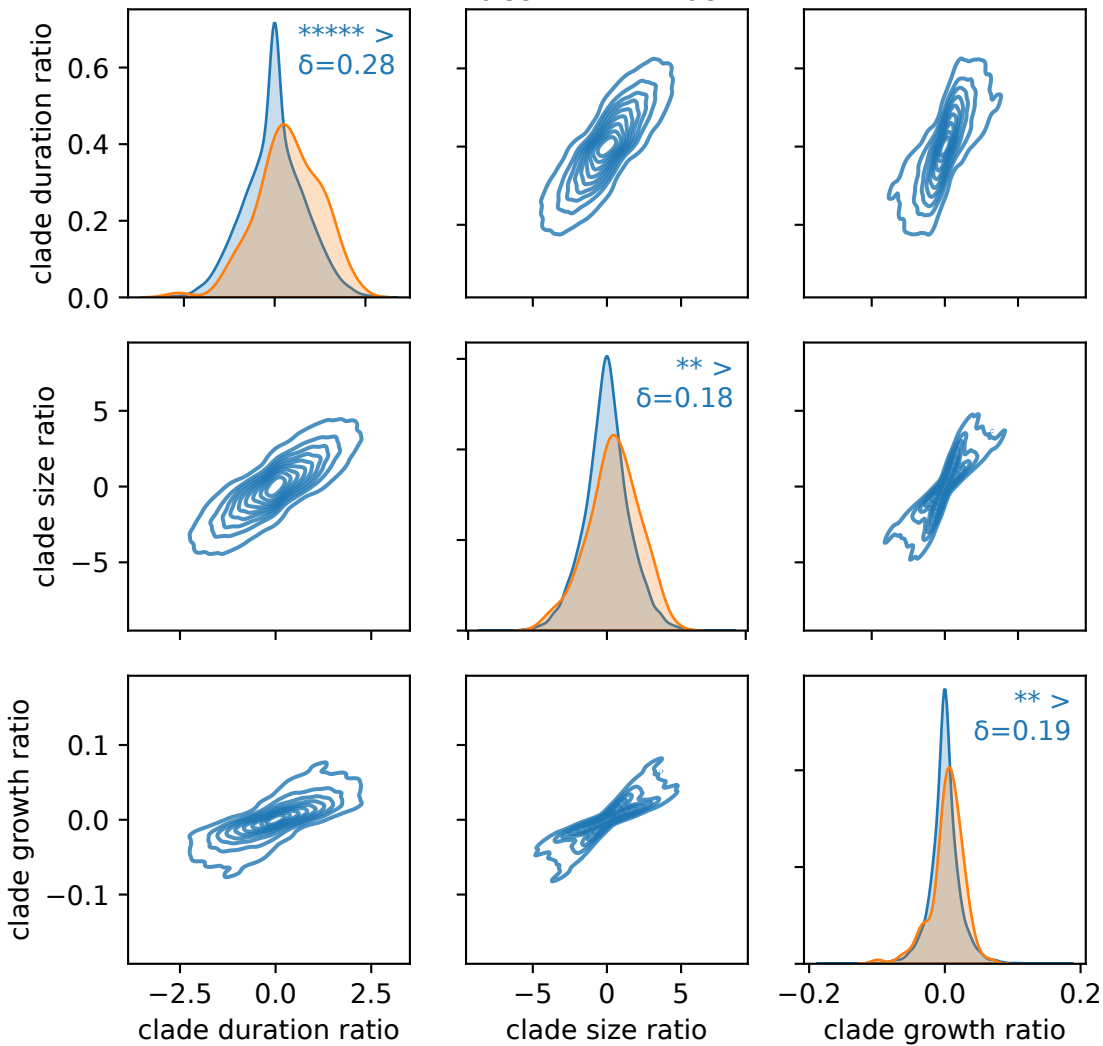 clade duration ratio
0.6
0.4
0.2
0.0
***** >
δ=0.28
clade size ratio
5
0
−5
** >
δ=0.18
clade growth ratio
0.1
0.0
−0.1
** >
δ=0.19
−2.5 0.0 2.5
−5 0 5
−0.2 0.0 0.2
clade duration ratio
clade size ratio
clade growth ratio